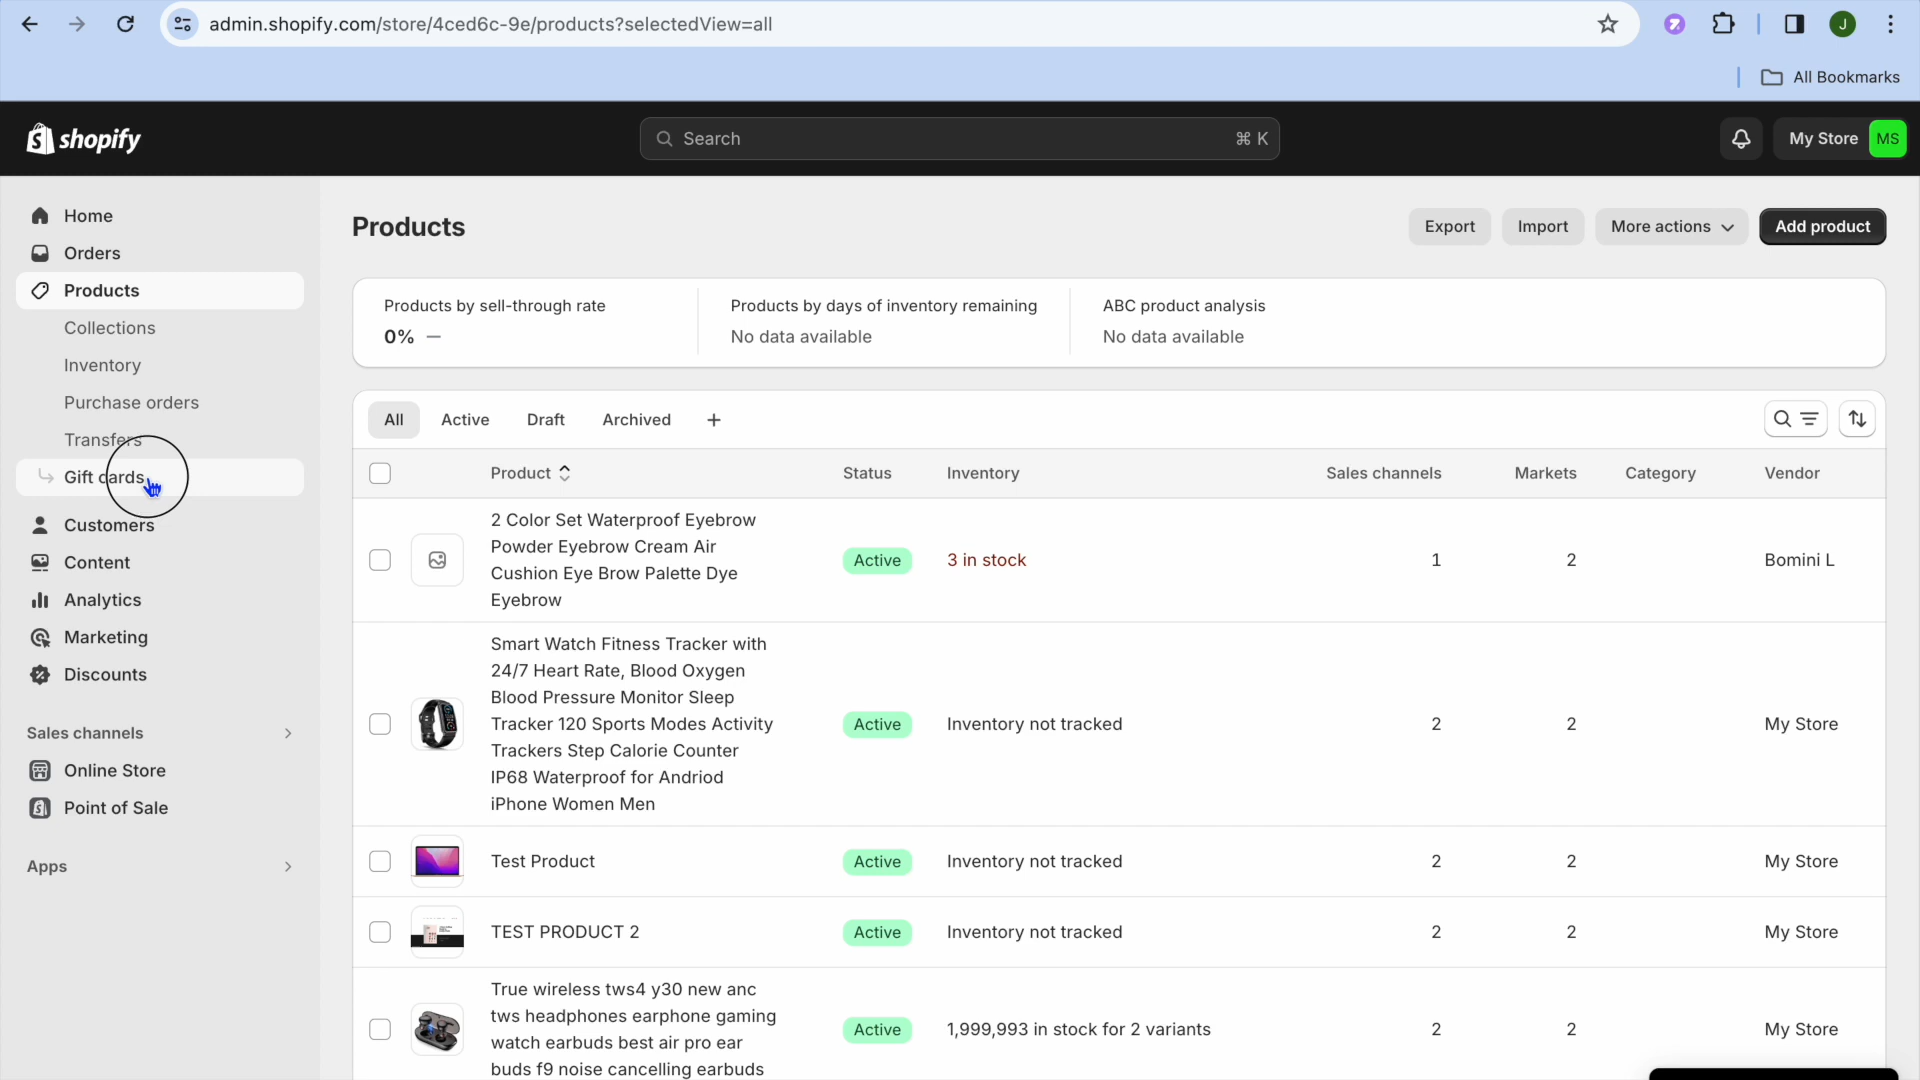 admin.shopify.com/store/4ced6c-9e/products?selectedView=all
J
All Bookmarks
shopify
Search
⌘ K
My Store
MS
Home
Orders
Products
Collections
Inventory
Purchase orders
Transfers
Gift cards
Customers
Content
Analytics
Marketing
Discounts
Sales channels
Online Store
Point of Sale
Apps
Products
Export
Import
More actions
Add product
Products by sell-through rate
0% —
Products by days of inventory remaining
No data available
ABC product analysis
No data available
All
Active
Draft
Archived
+
Product
Status
Inventory
Sales channels
Markets
Category
Vendor
2 Color Set Waterproof Eyebrow
Powder Eyebrow Cream Air
Cushion Eye Brow Palette Dye
Eyebrow
Active
3 in stock
1
2
Bomini L
Smart Watch Fitness Tracker with
24/7 Heart Rate, Blood Oxygen
Blood Pressure Monitor Sleep
Tracker 120 Sports Modes Activity
Trackers Step Calorie Counter
IP68 Waterproof for Andriod
iPhone Women Men
Active
Inventory not tracked
2
2
My Store
Test Product
Active
Inventory not tracked
2
2
My Store
TEST PRODUCT 2
Active
Inventory not tracked
2
2
My Store
True wireless tws4 y30 new anc
tws headphones earphone gaming
watch earbuds best air pro ear
buds f9 noise cancelling earbuds
Active
1,999,993 in stock for 2 variants
2
2
My Store